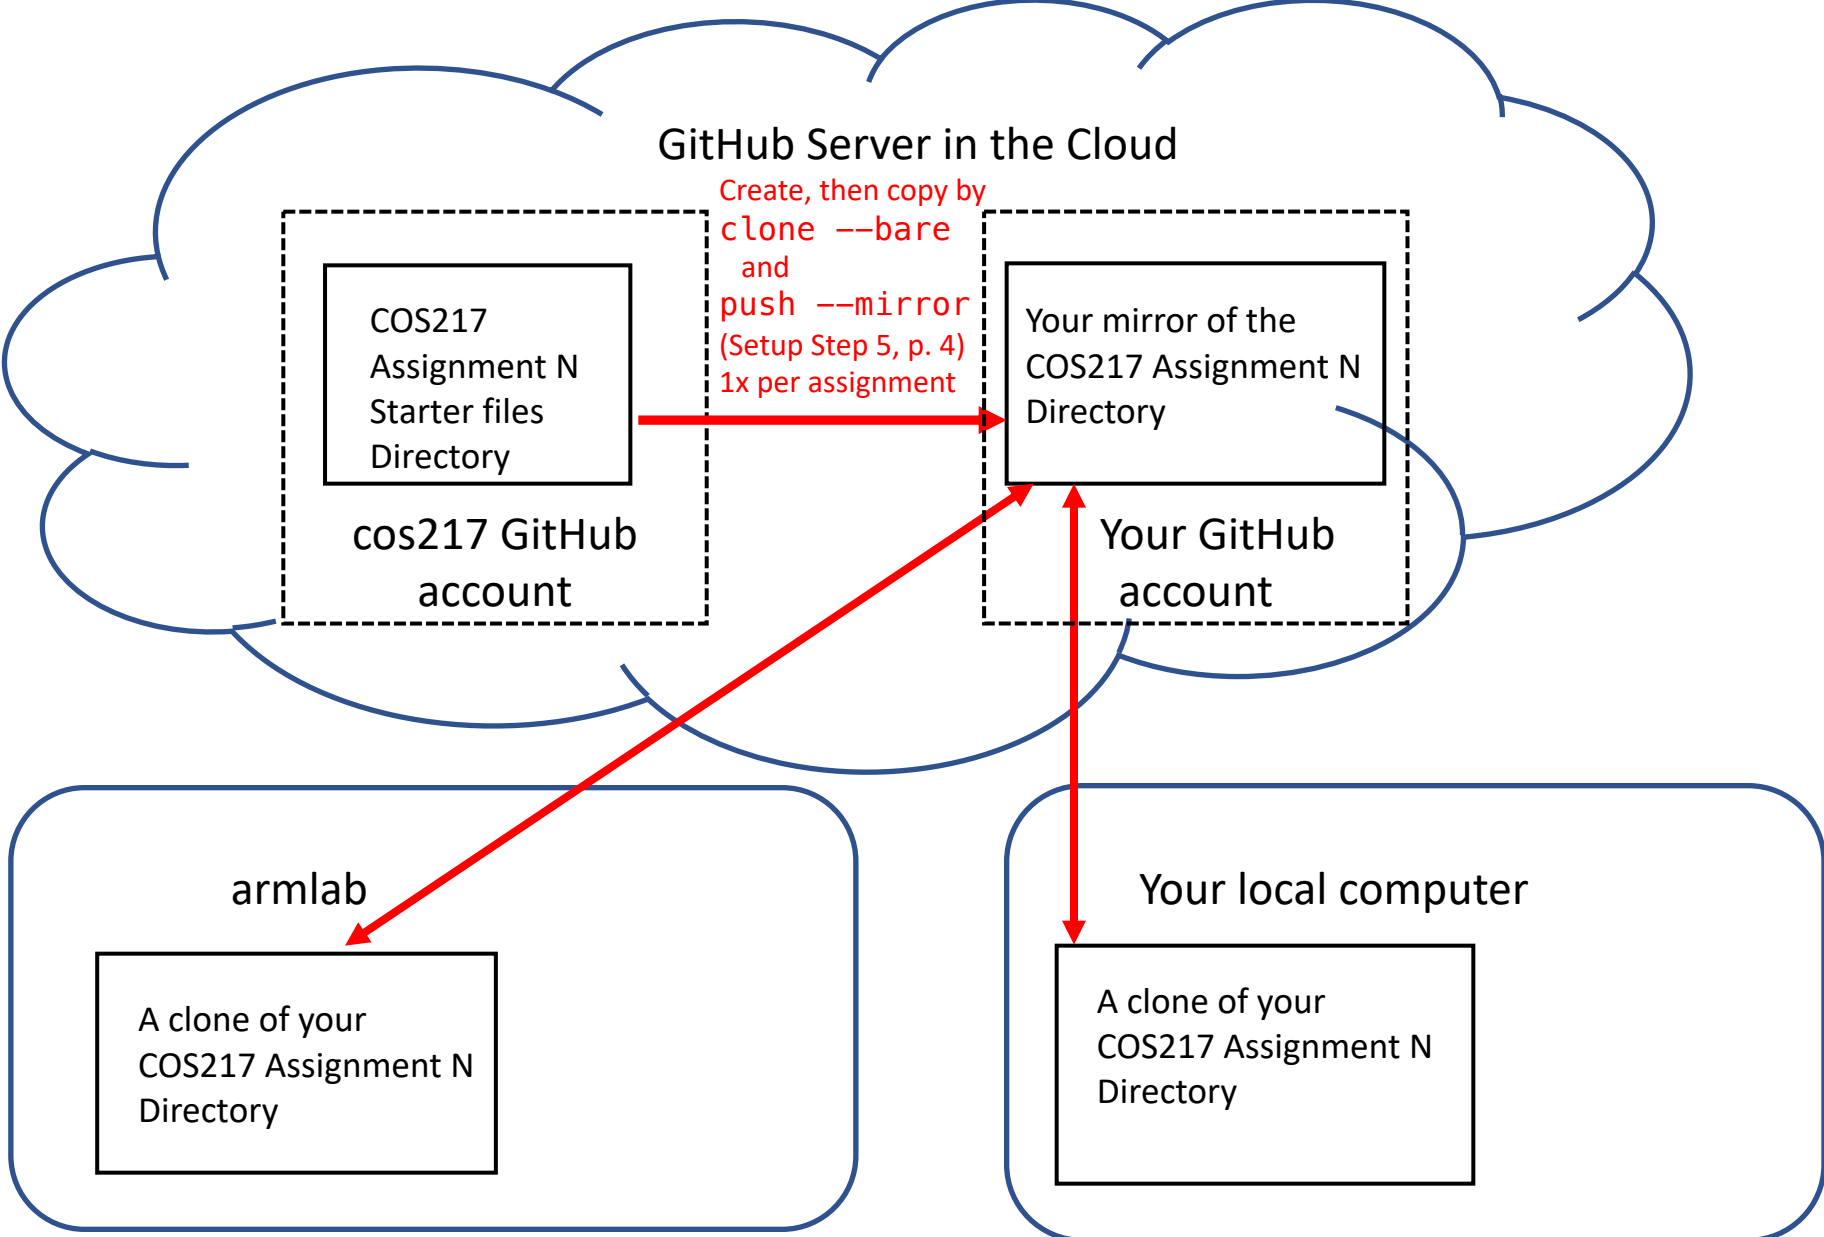 GitHub Server in the Cloud
Create, then copy by
clone --bare
and
push --mirror
(Setup Step 5, p. 4)
1x per assignment
COS217
Assignment N
Starter files
Directory
cos217 GitHub
account
Your mirror of the
COS217 Assignment N
Directory
Your GitHub
account
armlab
A clone of your
COS217 Assignment N
Directory
Your local computer
A clone of your
COS217 Assignment N
Directory